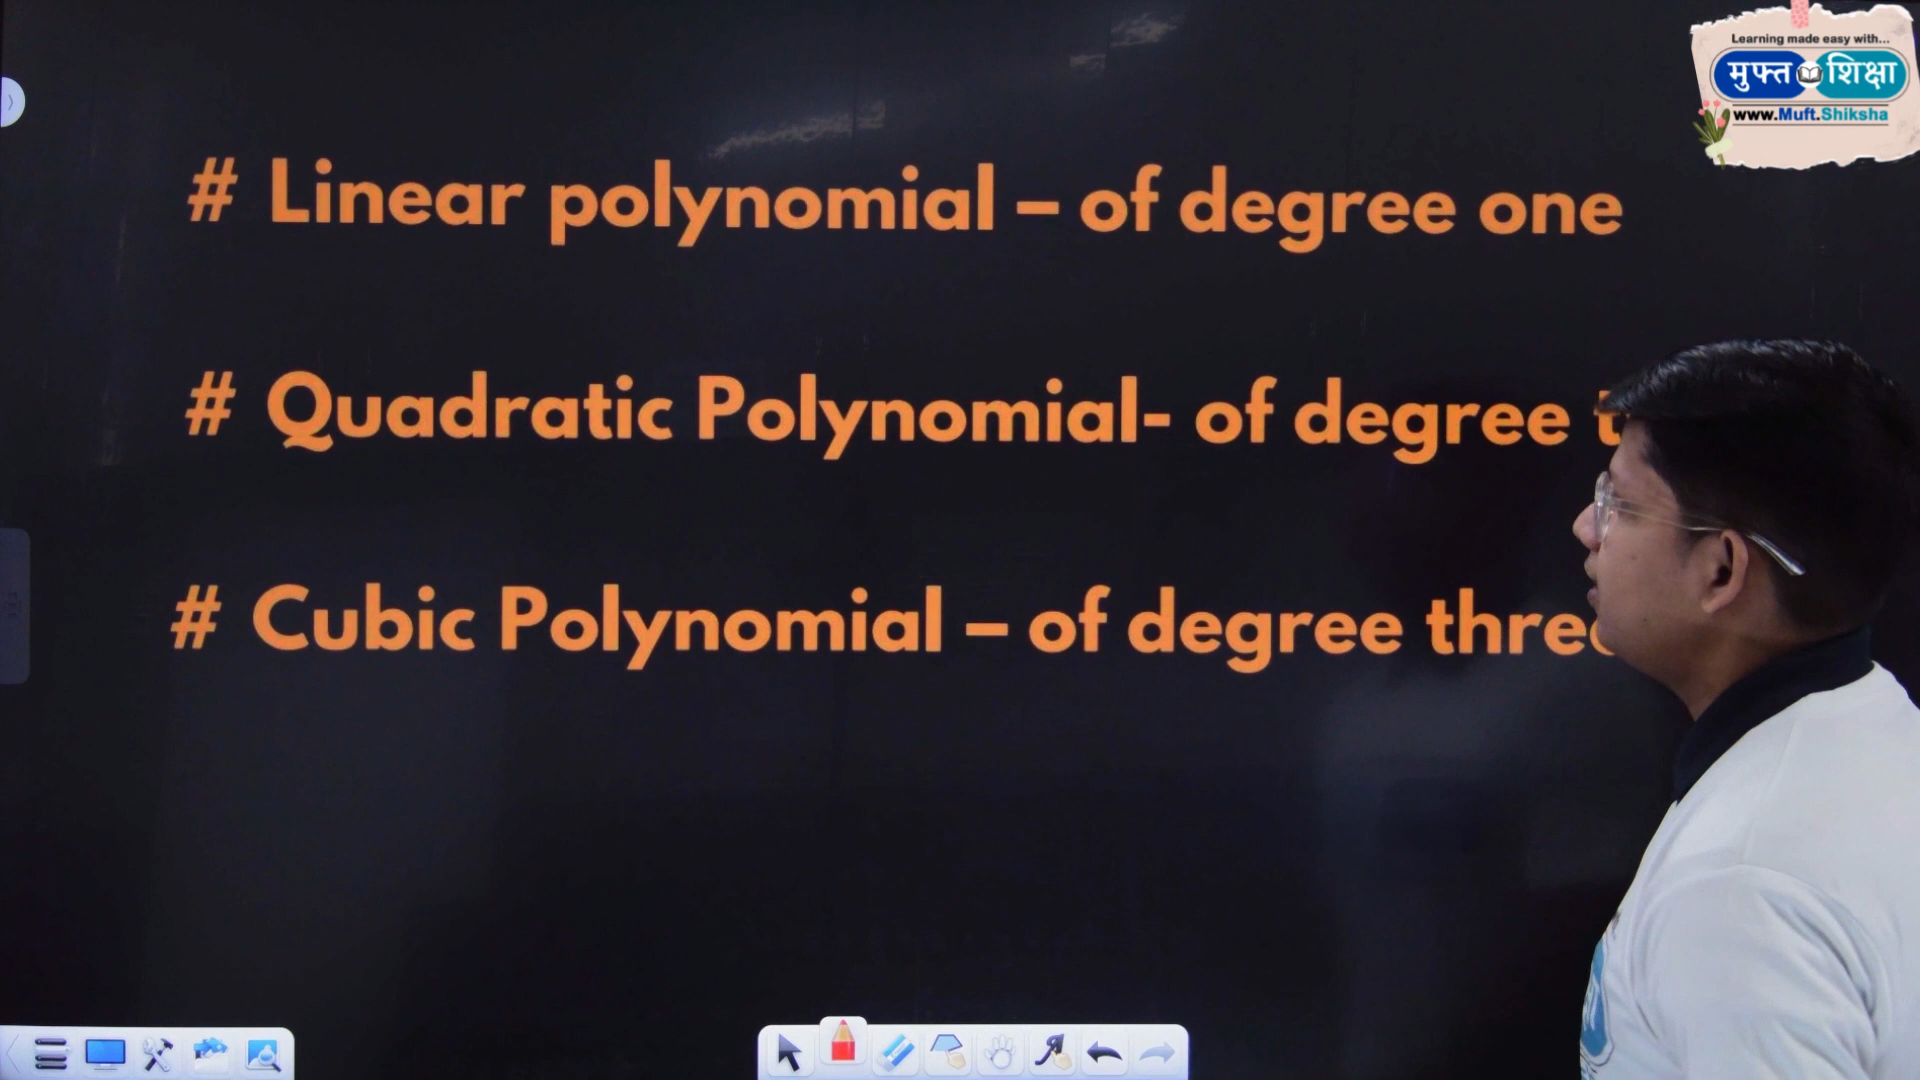 Learning made easy with...
मुफ्त शिक्षा
www.Muft.Shiksha
# Linear polynomial – of degree one
# Quadratic Polynomial- of degree
# Cubic Polynomial – of degree three